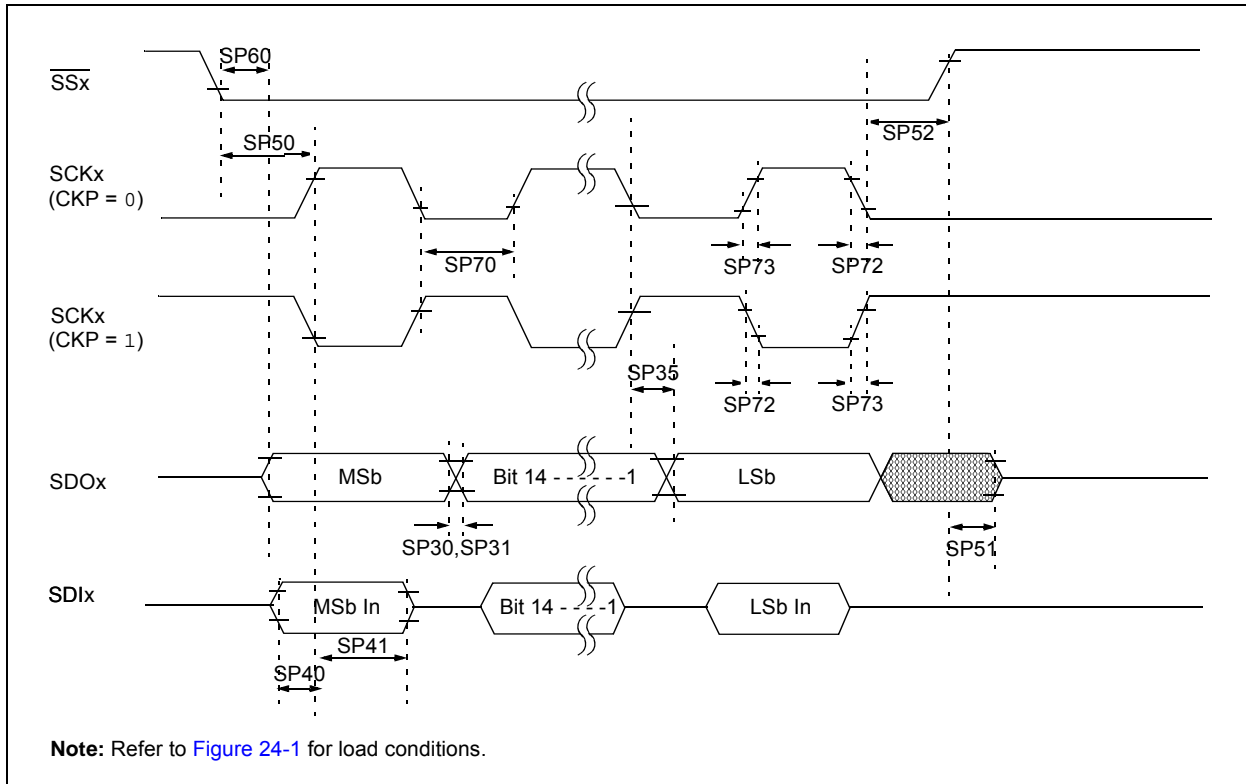 SP60
SSx
SP50
SP52
SCKx
(CKP = 0)
SP70
SP73
SP72
SCKx
(CKP = 1)
SP35
SP72
SP73
SDOx
MSb
Bit 14 - - - - - -1
LSb
SP30,SP31
SP51
SDIx
MSb In
Bit 14 - - - -1
LSb In
SP41
SP40
Note: Refer to Figure 24-1 for load conditions.